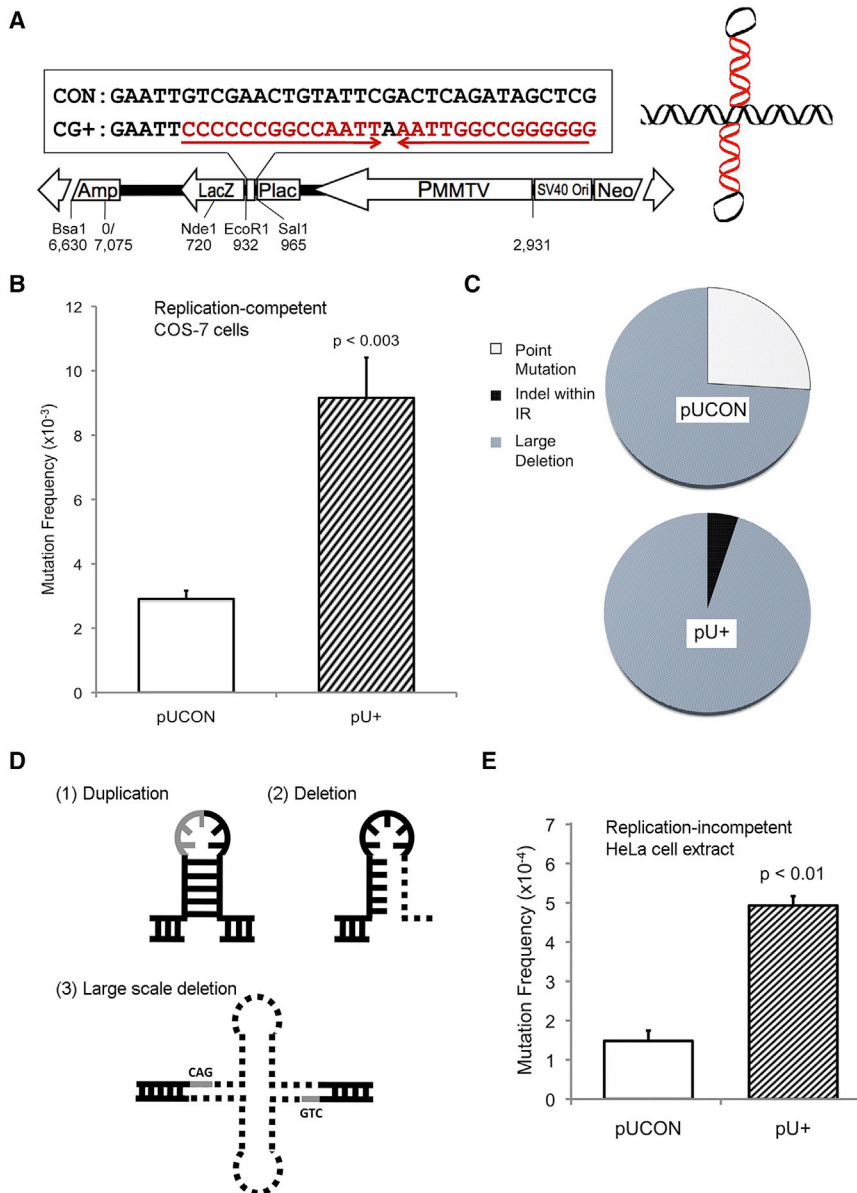 A
CON:GAATTGTCGAACTGTATTCGACTCAGATAGCTCG
CG+:GAATTCCCCCCGGCCAATTAAATTGGCCGGGGGG
Amp
LacZ
Plac
PMMTV
SV40 Ori
Neo
Bsa1
6,630
0/
7,075
Nde1
720
EcoR1
932
Sal1
965
2,931
B
Replication-competent
COS-7 cells
p < 0.003
Mutation Frequency (x10⁻³)
12
10
8
6
4
2
0
pUCON
pU+
C
Point
Mutation
Indel within
IR
Large
Deletion
pUCON
pU+
D
(1) Duplication
(2) Deletion
(3) Large scale deletion
CAG
GTC
E
Replication-incompetent
HeLa cell extract
p < 0.01
Mutation Frequency (x10⁻⁴)
7
6
5
4
3
2
1
0
pUCON
pU+